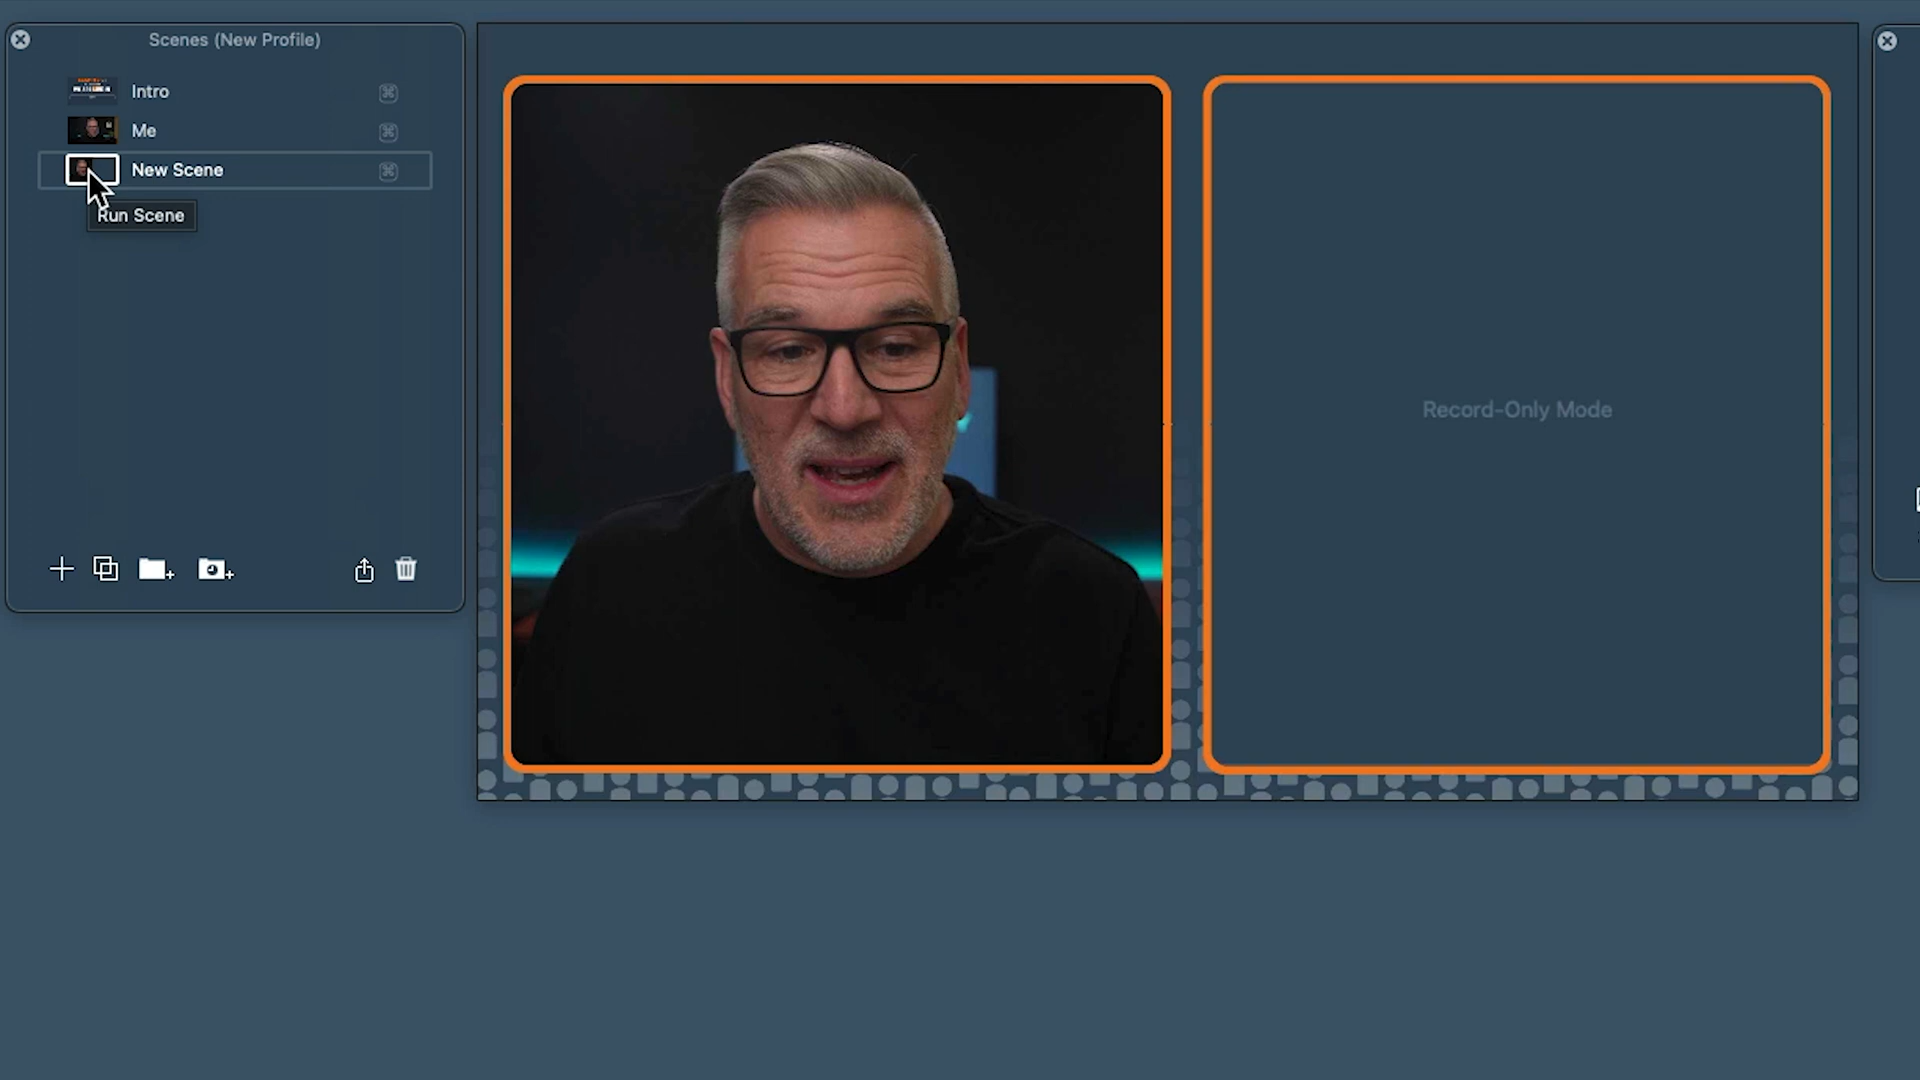 Scenes (New Profile)
Intro
Me
New Scene
Run Scene
Record-Only Mode